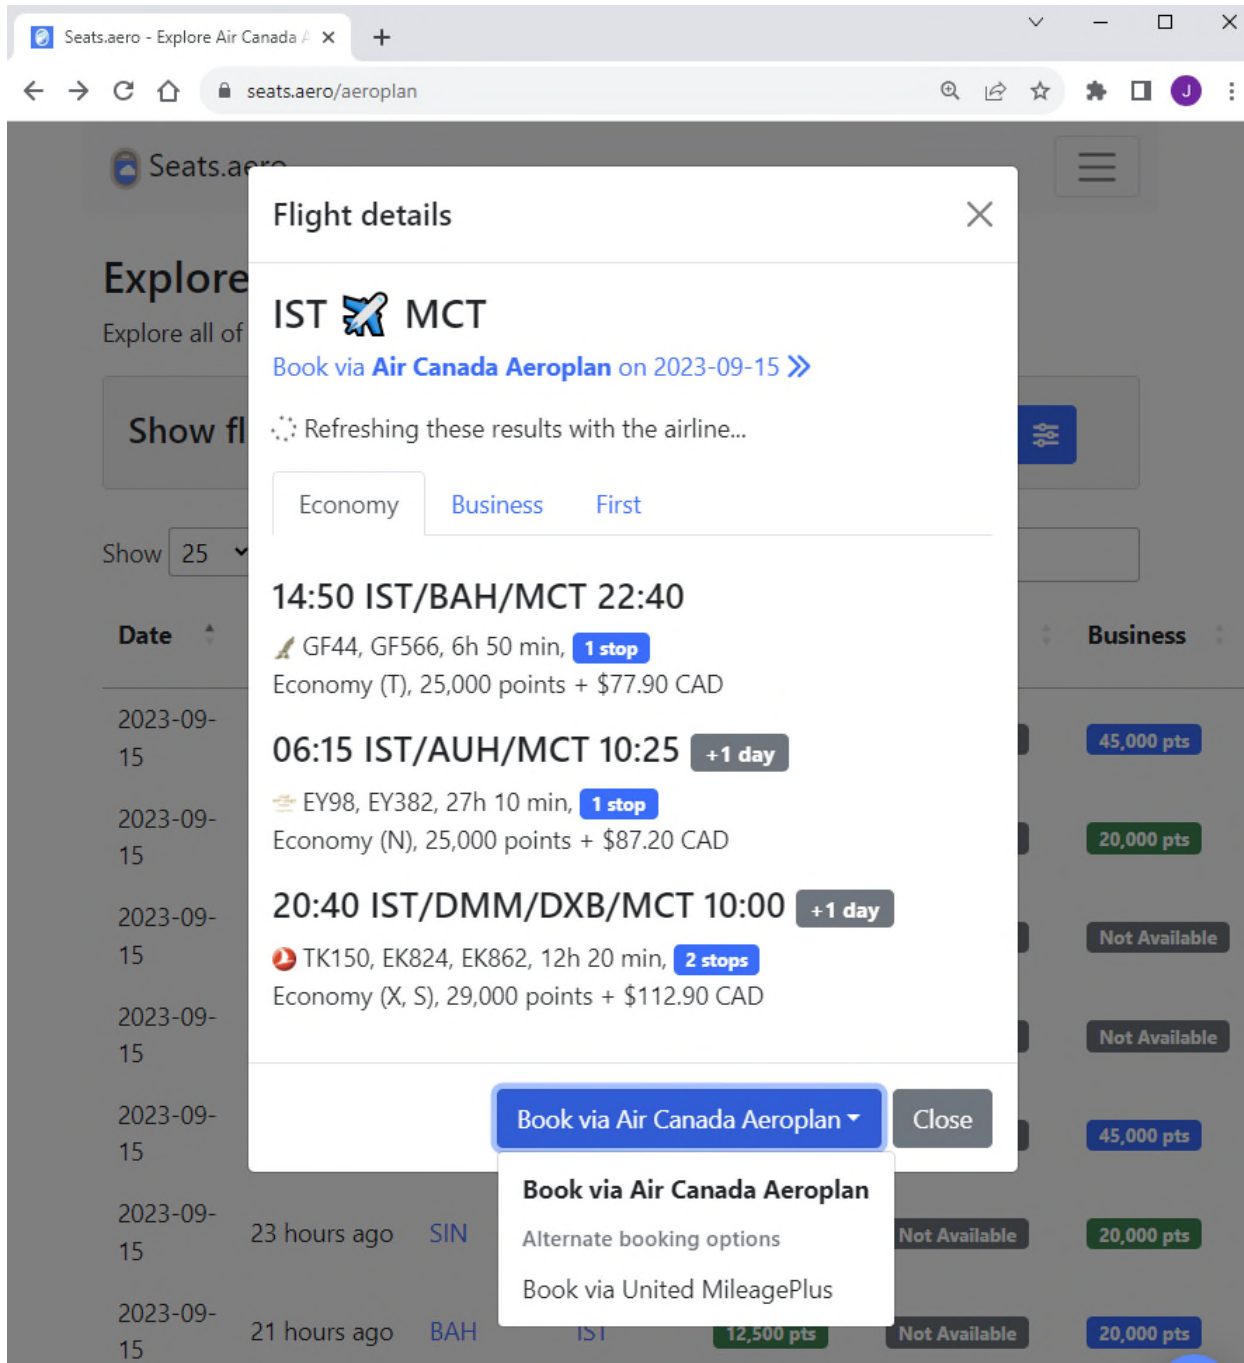 Seats.aero - Explore Air Canada A
seats.aero/aeroplan
J
Seats.aero
Flight details
Explore
IST MCT
Explore all of
Book via Air Canada Aeroplan on 2023-09-15
Show fl
Refreshing these results with the airline...
Economy Business First
Show 25
14:50 IST/BAH/MCT 22:40
Date Business
GF44, GF566, 6h 50 min, 1 stop
Economy (T), 25,000 points + $77.90 CAD
2023-09-
15
45,000 pts
06:15 IST/AUH/MCT 10:25 +1 day
EY98, EY382, 27h 10 min, 1 stop
Economy (N), 25,000 points + $87.20 CAD
2023-09-
15
20,000 pts
20:40 IST/DMM/DXB/MCT 10:00 +1 day
TK150, EK824, EK862, 12h 20 min, 2 stops
Economy (X, S), 29,000 points + $112.90 CAD
2023-09-
15
Not Available
2023-09-
15
Not Available
Book via Air Canada Aeroplan Close
2023-09-
15
45,000 pts
Book via Air Canada Aeroplan
Alternate booking options
Book via United MileagePlus
2023-09-
15
23 hours ago SIN Not Available 20,000 pts
2023-09-
15
21 hours ago BAH IST 12,500 pts Not Available 20,000 pts